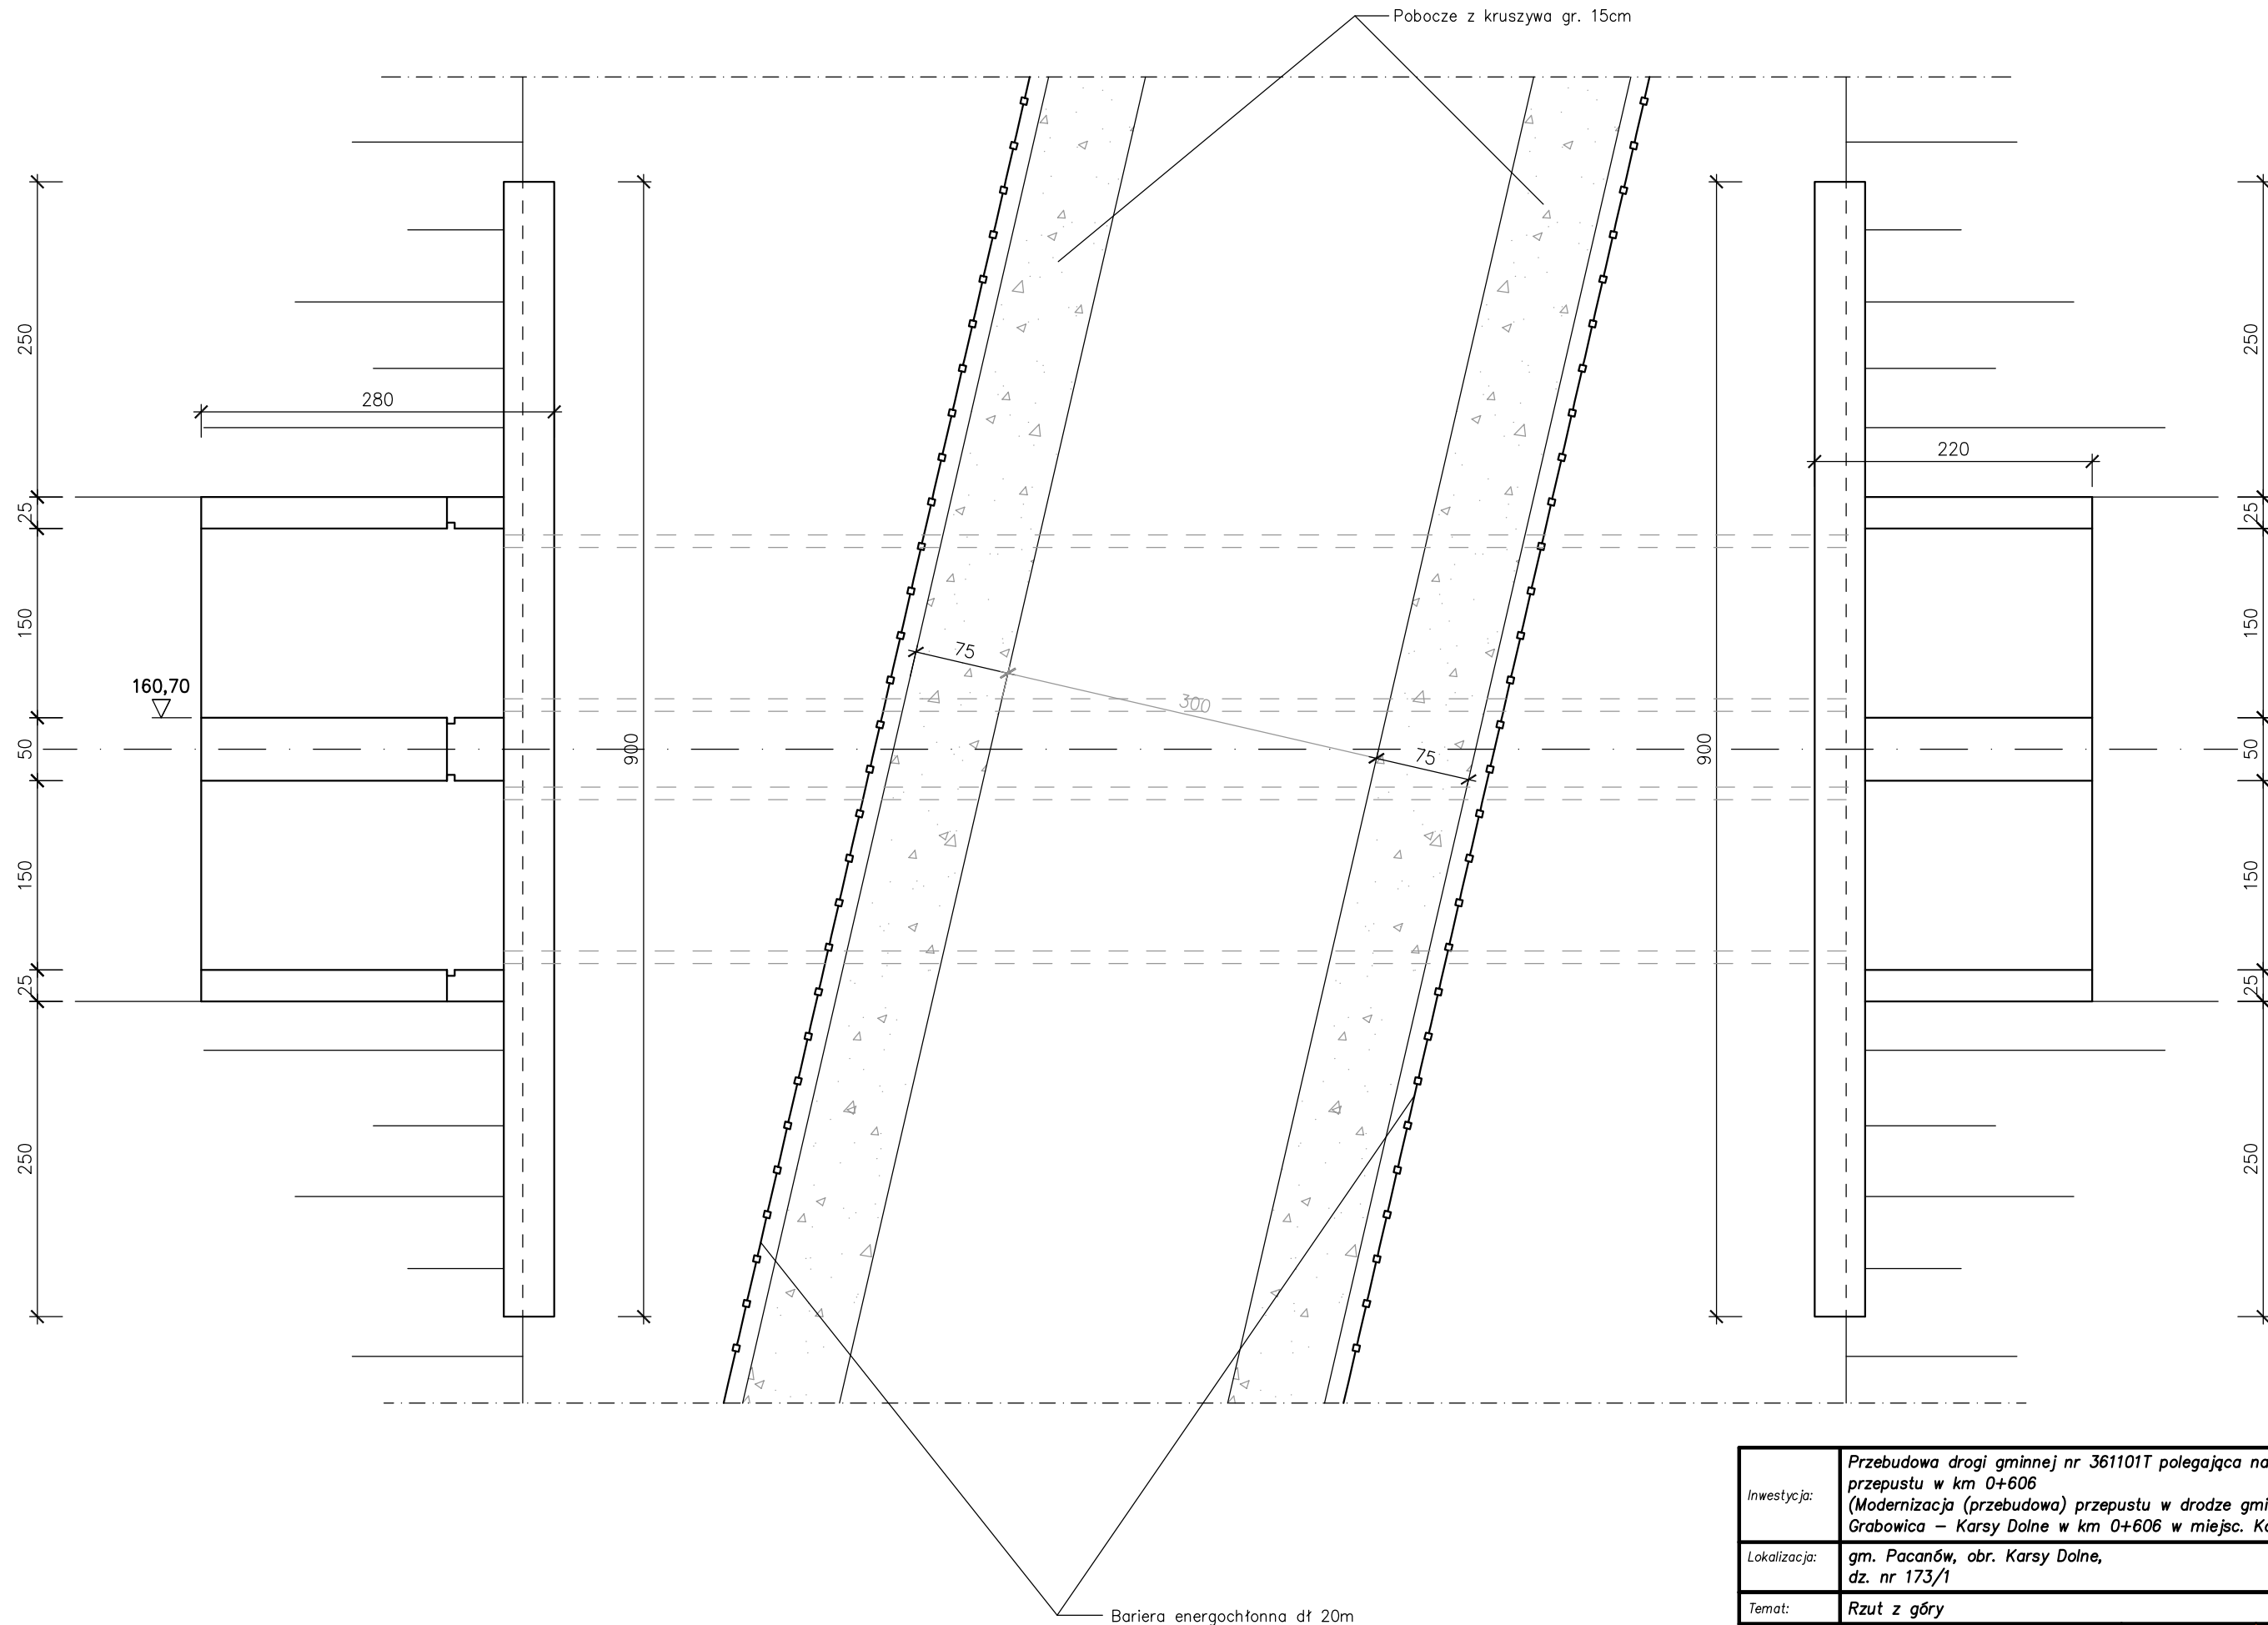 Pobocze z kruszywa gr. 15cm
250
280
25
150
160,70
50
150
25
250
900
75
300
75
900
220
250
25
150
50
150
25
250
Bariera energochłonna dł 20m
Inwestycja:
Przebudowa drogi gminnej nr 361101T polegająca na
przepustu w km 0+606
(Modernizacja (przebudowa) przepustu w drodze gmi
Grabowica – Karsy Dolne w km 0+606 w miejsc. Ka
Lokalizacja:
gm. Pacanów, obr. Karsy Dolne,
dz. nr 173/1
Temat:
Rzut z góry